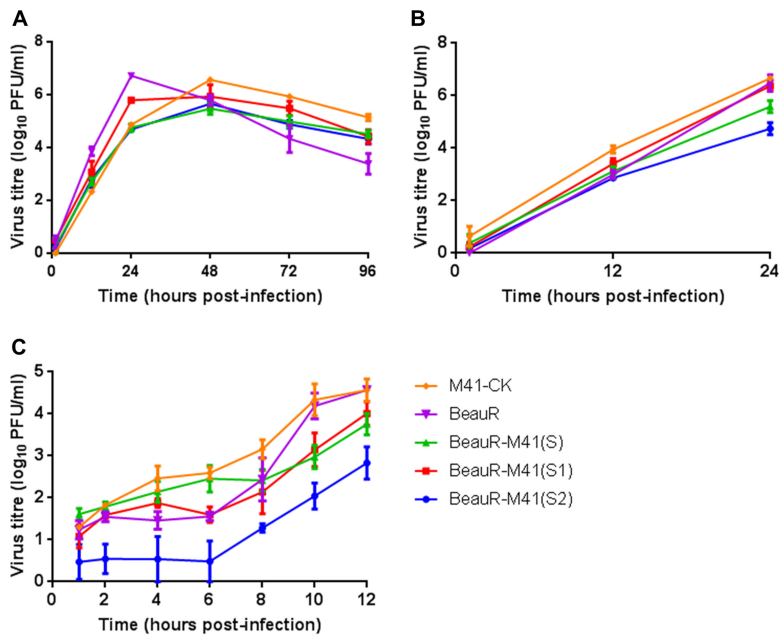 A
Virus titre (log10 PFU/ml)
8
6
4
2
0
0
24
48
72
96
Time (hours post-infection)
B
Virus titre (log10 PFU/ml)
8
6
4
2
0
0
12
24
Time (hours post-infection)
C
Virus titre (log10 PFU/ml)
5
4
3
2
1
0
0
2
4
6
8
10
12
Time (hours post-infection)
M41-CK
BeauR
BeauR-M41(S)
BeauR-M41(S1)
BeauR-M41(S2)